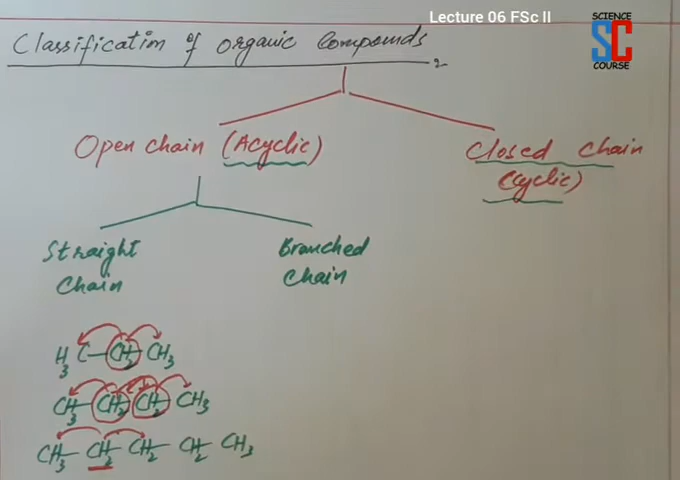 Lecture 06 FSc II
SCIENCE
SC
COURSE
Classification of organic Compounds
Open chain (Acyclic)
Closed chain
(Cyclic)
Straight
Chain
Branched
Chain
H3C-CH2-CH3
CH3-CH2-CH2-CH3
CH3-CH2-CH2-CH2-CH3